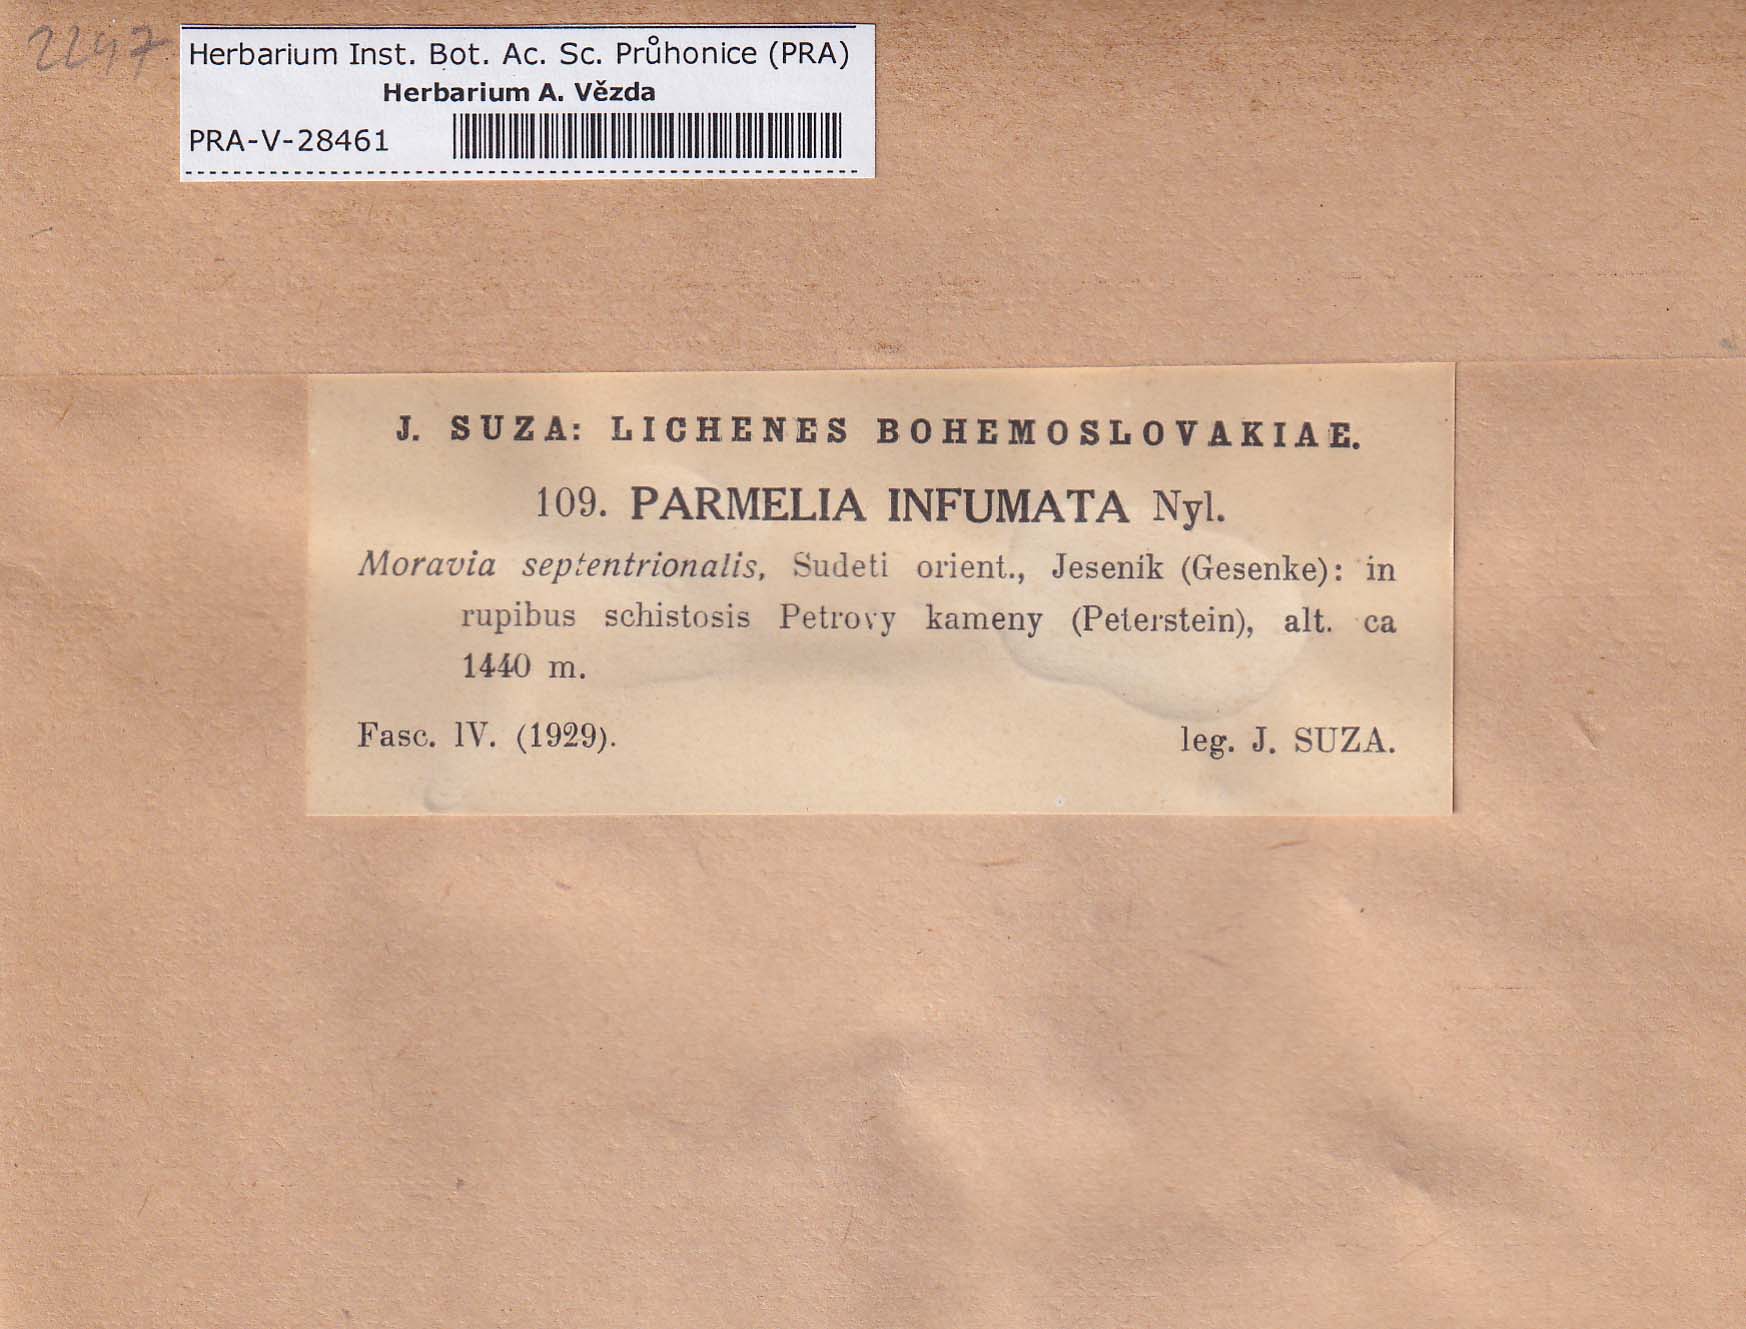 2247
Herbarium Inst. Bot. Ac. Sc. Průhonice (PRA)
Herbarium A. Vězda
PRA-V-28461
J. SUZA: LICHENES BOHEMOSLOVAKIAE.
109. PARMELIA INFUMATA Nyl.
Moravia septentrionalis, Sudeti orient., Jeseník (Gesenke): in
rupibus schistosis Petrovy kameny (Peterstein), alt. ca
1440 m.
Fasc. IV. (1929).
leg. J. SUZA.